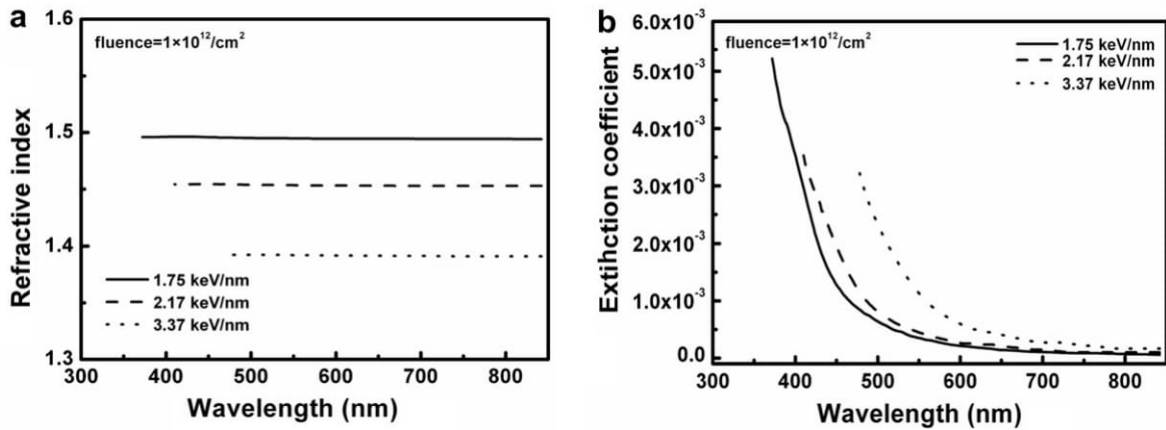 a
1.6
1.5
1.4
1.3
fluence=1×10¹²/cm²
Refractive index
1.75 keV/nm
2.17 keV/nm
3.37 keV/nm
300 400 500 600 700 800
Wavelength (nm)
b
6.0x10⁻³
5.0x10⁻³
4.0x10⁻³
3.0x10⁻³
2.0x10⁻³
1.0x10⁻³
0.0
fluence=1×10¹²/cm²
1.75 keV/nm
2.17 keV/nm
3.37 keV/nm
Extihction coefficient
300 400 500 600 700 800
Wavelength (nm)